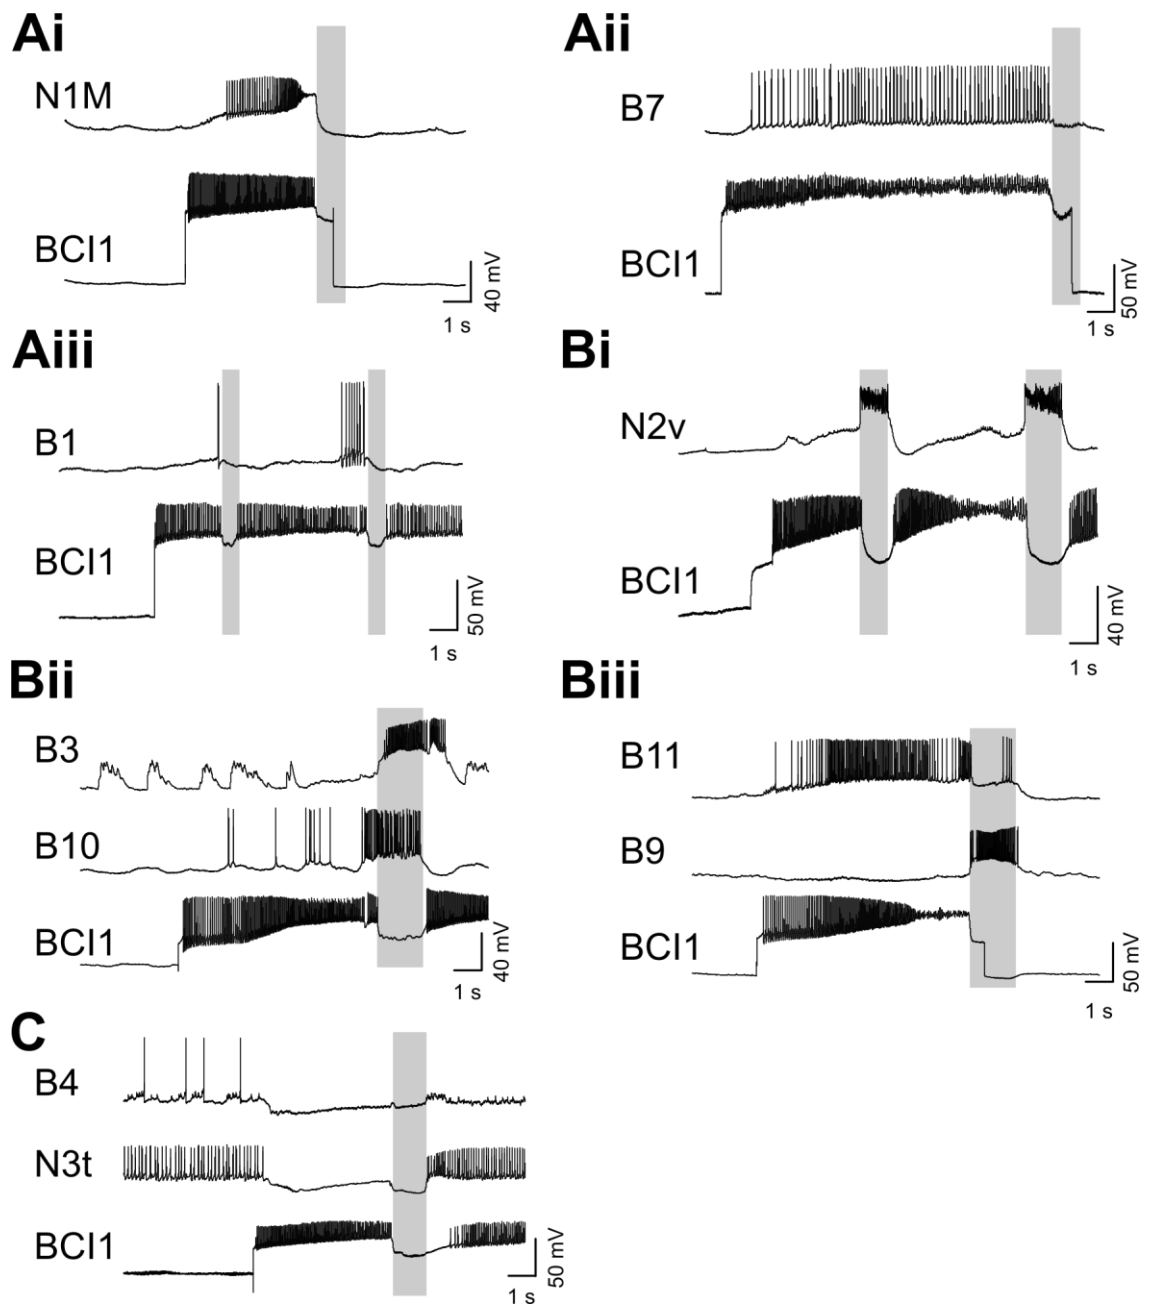 Ai
N1M
BCI1
40 mV
1 s
Aii
B7
BCI1
50 mV
1 s
Aiii
B1
BCI1
50 mV
1 s
Bi
N2v
BCI1
40 mV
1 s
Bii
B3
B10
BCI1
40 mV
1 s
Biii
B11
B9
BCI1
50 mV
1 s
C
B4
N3t
BCI1
50 mV
1 s